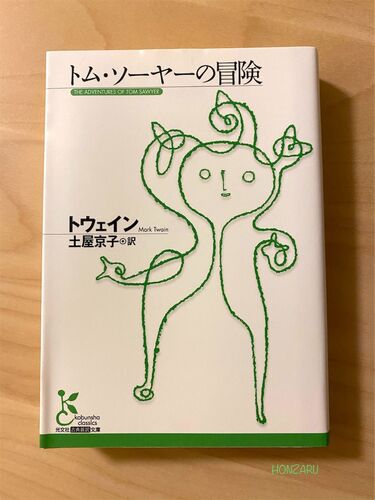 トム・ソーヤーの冒険
THE ADVENTURES OF TOM SAWYER
トウェイン
Mark Twain
土屋京子・訳
kobunsha
classics
光文社古典新訳文庫
HONZARU